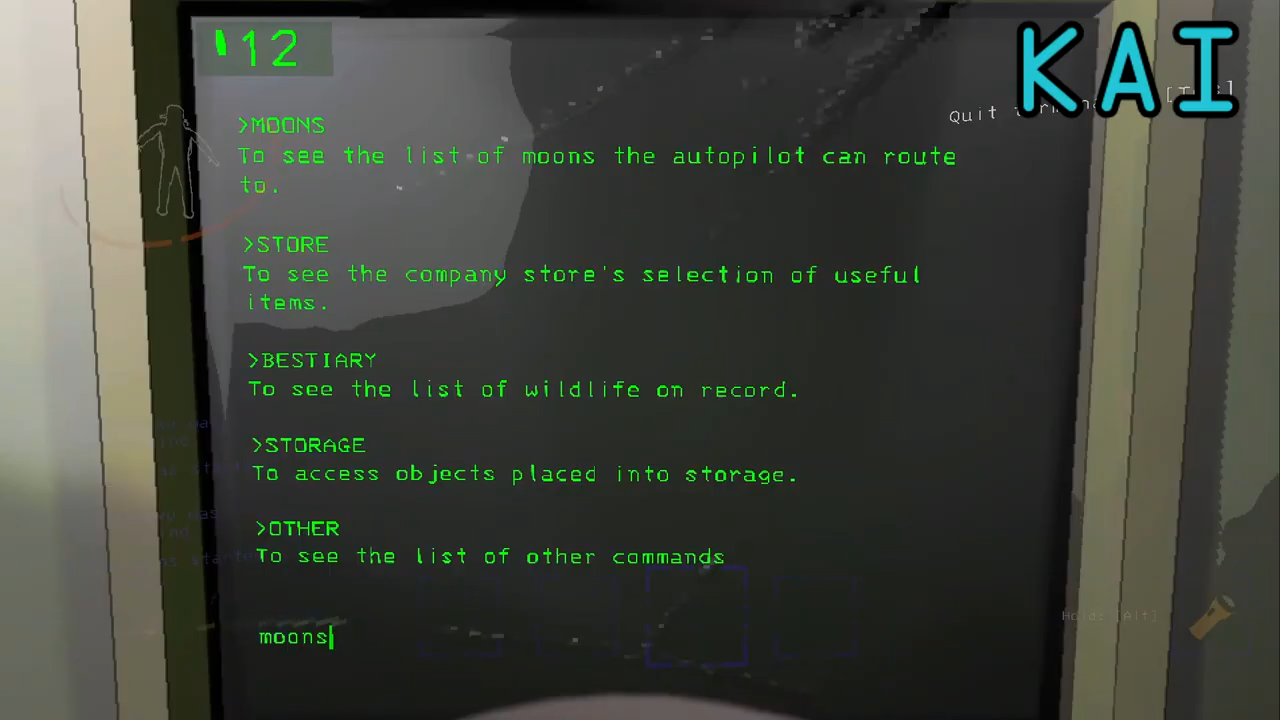 ▮12
KAI
Quit
>MOONS
To see the list of moons the autopilot can route
to.
>STORE
To see the company store's selection of useful
items.
>BESTIARY
To see the list of wildlife on record.
>STORAGE
To access objects placed into storage.
>OTHER
To see the list of other commands
Hold: [Alt]
moons